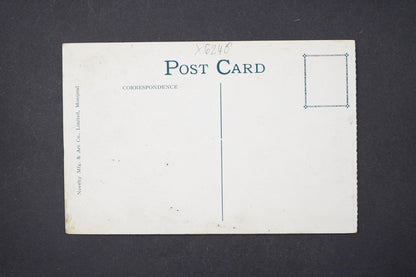 X6240
POST CARD
CORRESPONDENCE
Novelty Mfg. & Art Co., Limited, Montreal